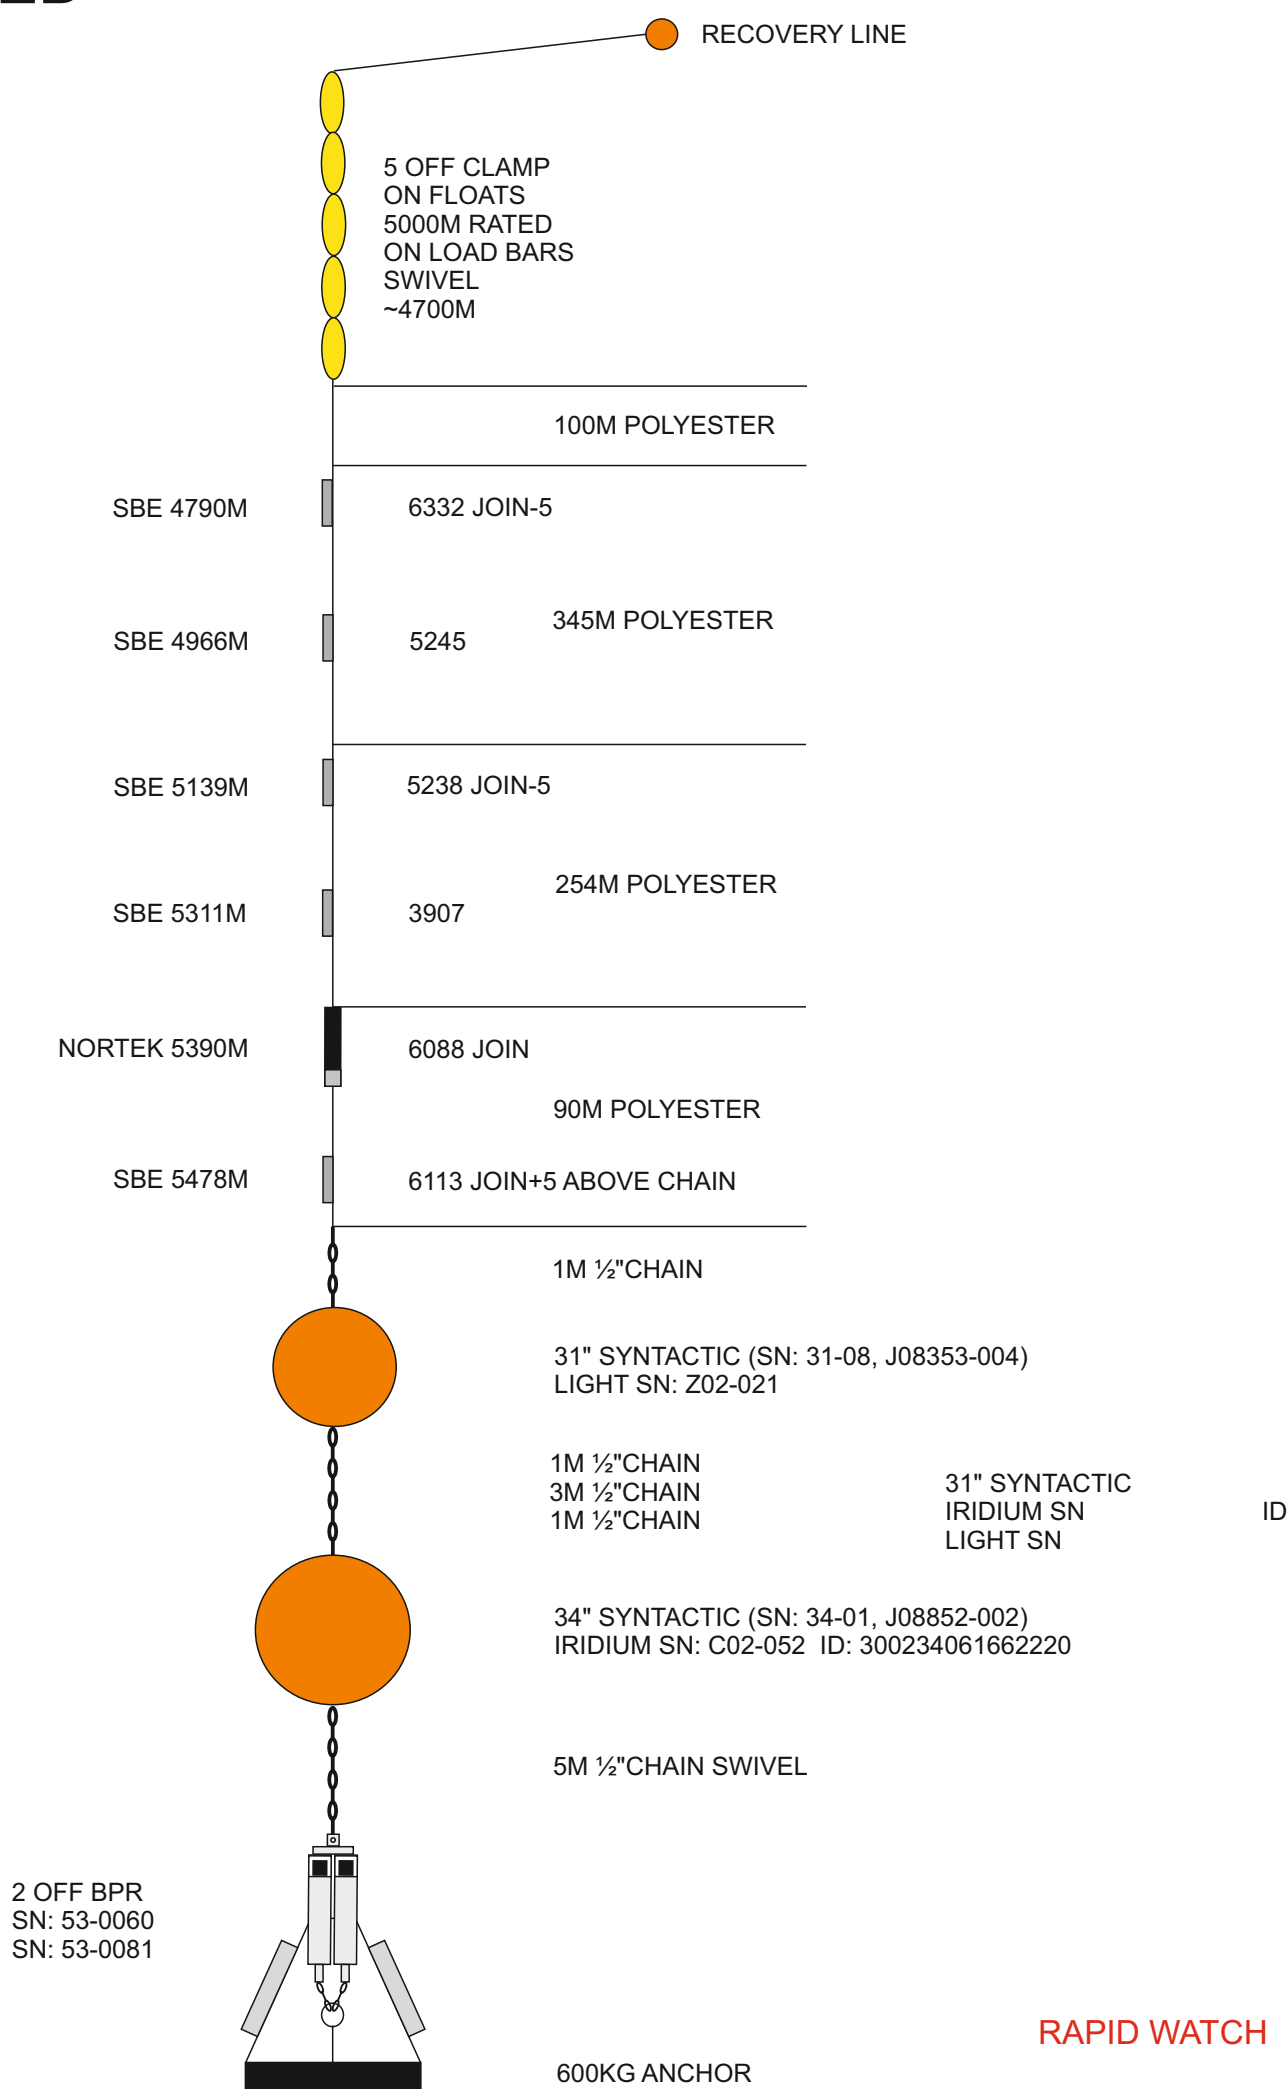 RECOVERY LINE
5 OFF CLAMP
ON FLOATS
5000M RATED
ON LOAD BARS
SWIVEL
~4700M
100M POLYESTER
SBE 4790M
6332 JOIN-5
345M POLYESTER
SBE 4966M
5245
SBE 5139M
5238 JOIN-5
254M POLYESTER
SBE 5311M
3907
NORTEK 5390M
6088 JOIN
90M POLYESTER
SBE 5478M
6113 JOIN+5 ABOVE CHAIN
1M ½"CHAIN
31" SYNTACTIC (SN: 31-08, J08353-004)
LIGHT SN: Z02-021
1M ½"CHAIN
3M ½"CHAIN
1M ½"CHAIN
31" SYNTACTIC
IRIDIUM SN ID
LIGHT SN
34" SYNTACTIC (SN: 34-01, J08852-002)
IRIDIUM SN: C02-052 ID: 300234061662220
5M ½"CHAIN SWIVEL
2 OFF BPR
SN: 53-0060
SN: 53-0081
RAPID WATCH
600KG ANCHOR